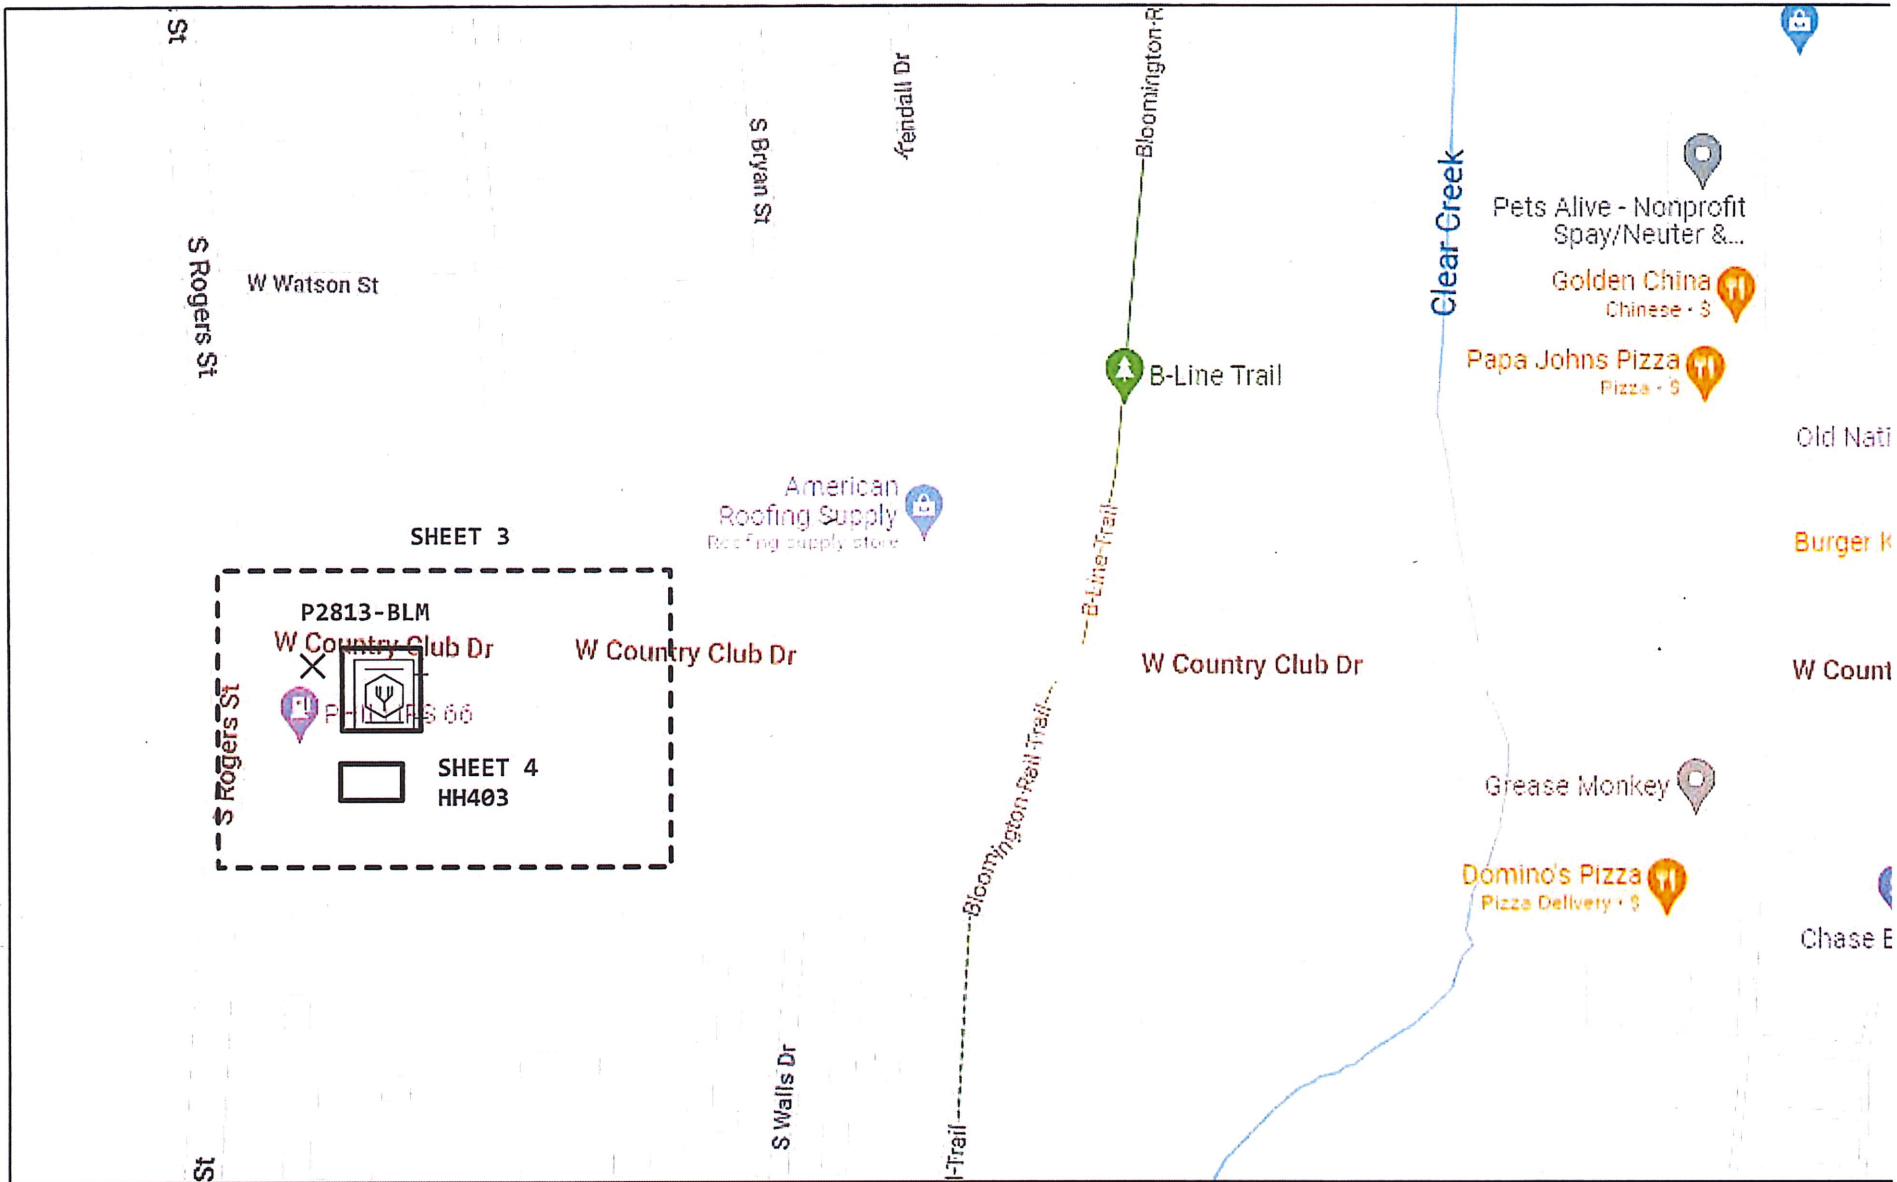 St
Yendall Dr
Bloomington R
S Bryan St
Clear Creek
Pets Alive - Nonprofit
Spay/Neuter &...
S Rogers St
W Watson St
Golden China
Chinese · $
B-Line Trail
Papa Johns Pizza
Pizza · $
Old Nati
American
Roofing Supply
Roofing supply store
SHEET 3
B-Line-Trail
Burger K
P2813-BLM
W Country Club Dr
W Country Club Dr
W Country Club Dr
W Count
S Rogers St
66
SHEET 4
HH403
Bloomington Rail Trail
Grease Monkey
Domino's Pizza
Pizza Delivery · $
Chase B
S Walls Dr
l-Trail
St